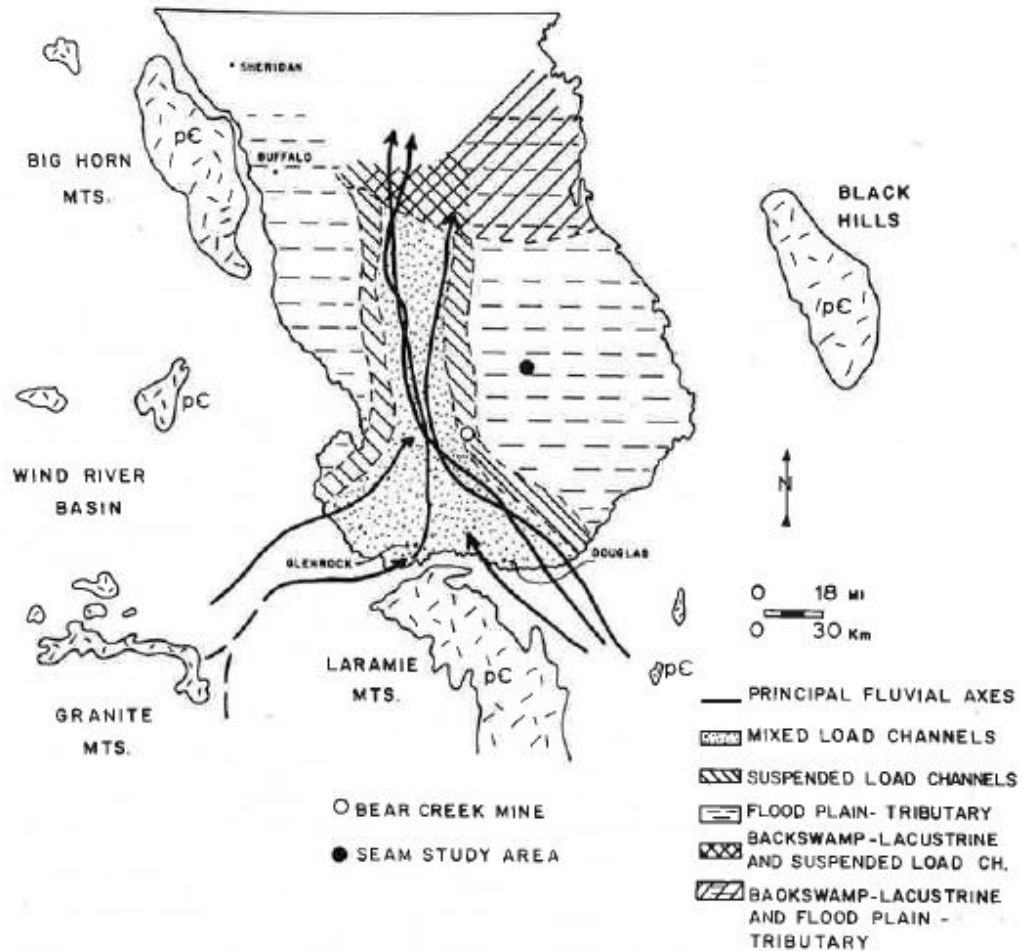 SHERIDAN
pЄ
BIG HORN
MTS.
BUFFALO
BLACK
HILLS
pЄ
pЄ
WIND RIVER
BASIN
N
GLENROCK
DOUGLAS
0 18 MI
0 30 Km
LARAMIE
MTS.
pЄ
pЄ
GRANITE
MTS.
PRINCIPAL FLUVIAL AXES
MIXED LOAD CHANNELS
SUSPENDED LOAD CHANNELS
FLOOD PLAIN- TRIBUTARY
BACKSWAMP-LACUSTRINE
AND SUSPENDED LOAD CH.
BAOKSWAMP-LACUSTRINE
AND FLOOD PLAIN -
TRIBUTARY
BEAR CREEK MINE
SEAM STUDY AREA